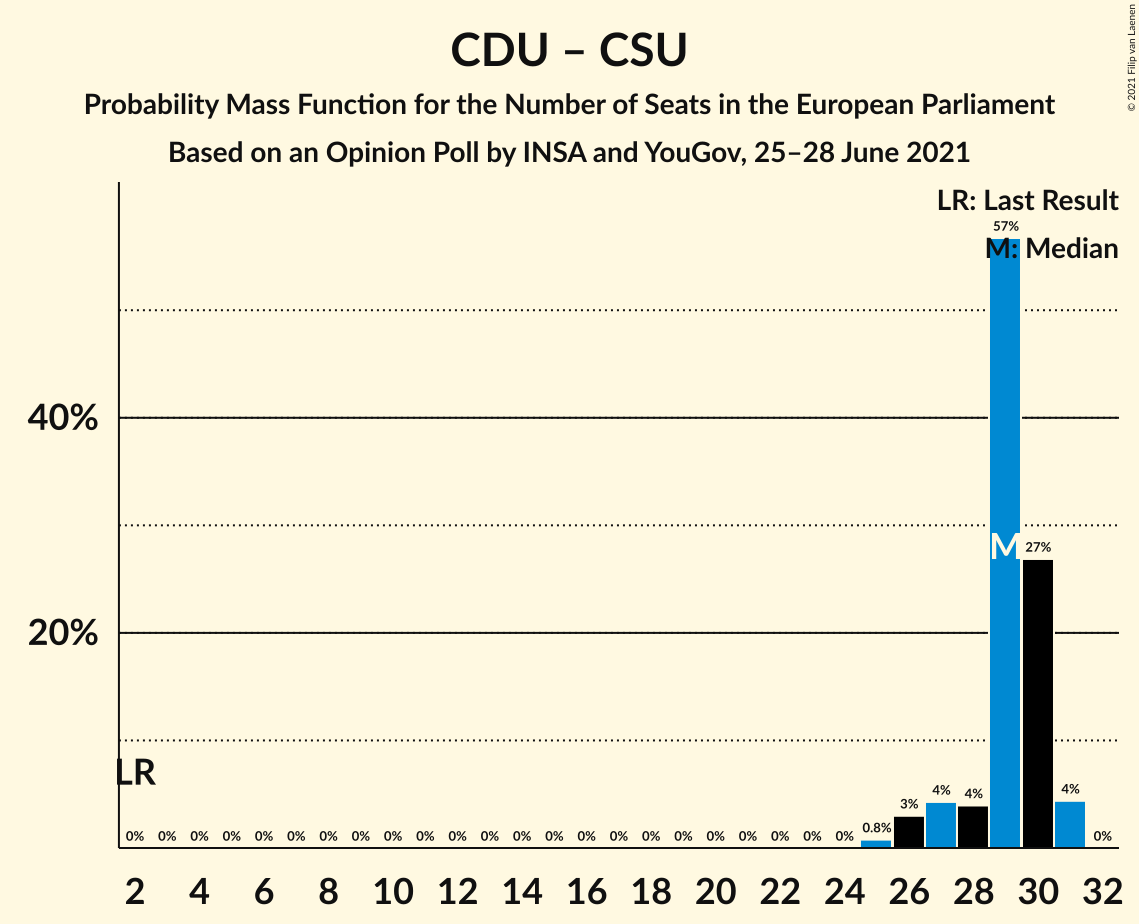 CDU – CSU
Probability Mass Function for the Number of Seats in the European Parliament
Based on an Opinion Poll by INSA and YouGov, 25–28 June 2021
© 2021 Filip van Laenen
LR: Last Result
57%
M: Median
40%
M 27%
20%
LR
0% 0% 0% 0% 0% 0% 0% 0% 0% 0% 0% 0% 0% 0% 0% 0% 0% 0% 0% 0% 0% 0% 0% 0.8% 3% 4% 4% 4% 0%
2 4 6 8 10 12 14 16 18 20 22 24 26 28 30 32